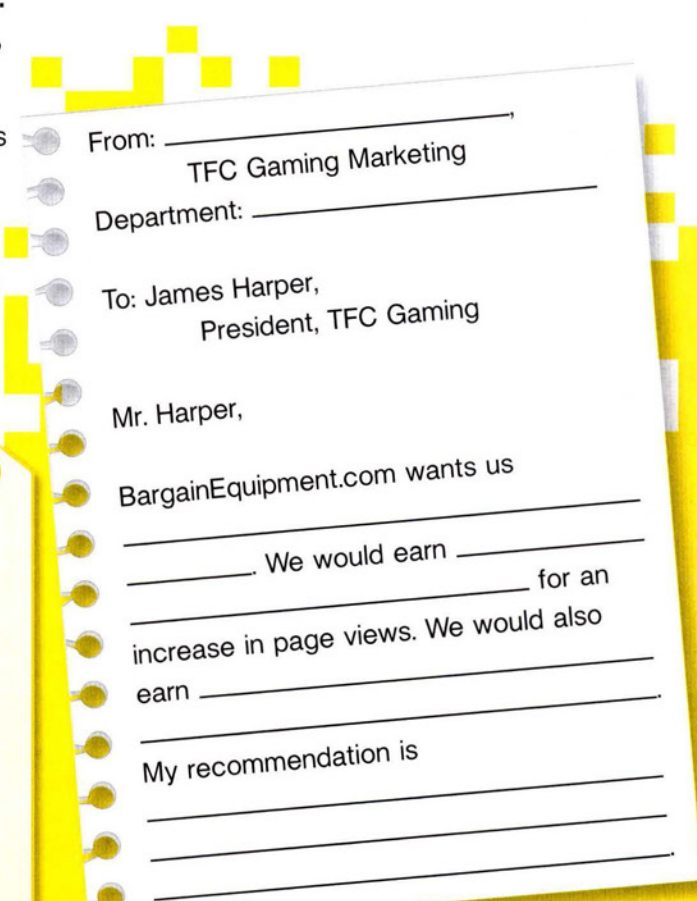 s
From: ,
TFC Gaming Marketing
Department:
To: James Harper,
President, TFC Gaming
Mr. Harper,
BargainEquipment.com wants us
. We would earn
for an
increase in page views. We would also
earn
.
My recommendation is
.